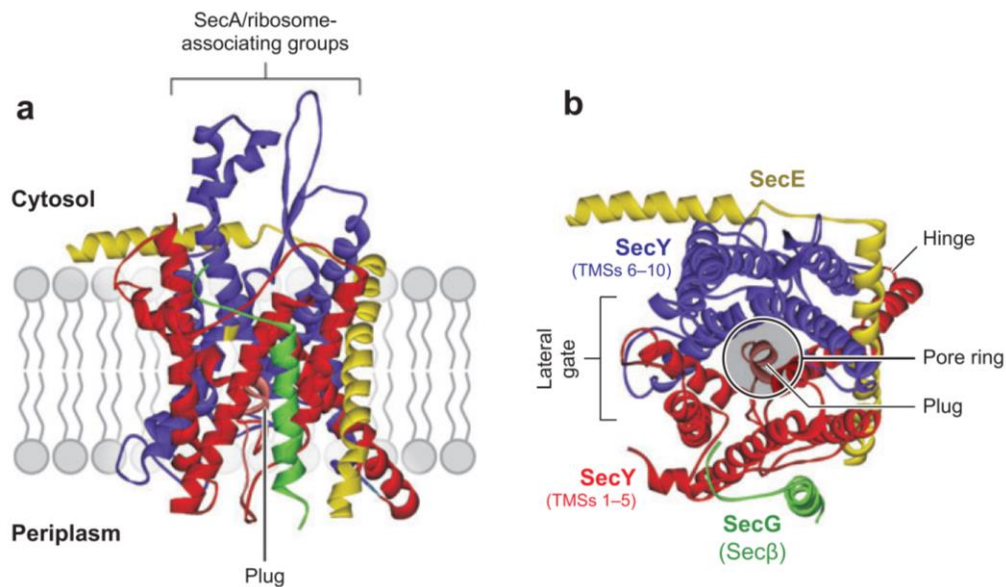 SecA/ribosome-
associating groups
a
Cytosol
Periplasm
Plug
b
SecE
SecY
(TMSs 6–10)
Hinge
Lateral
gate
Pore ring
Plug
SecY
(TMSs 1–5)
SecG
(Secβ)